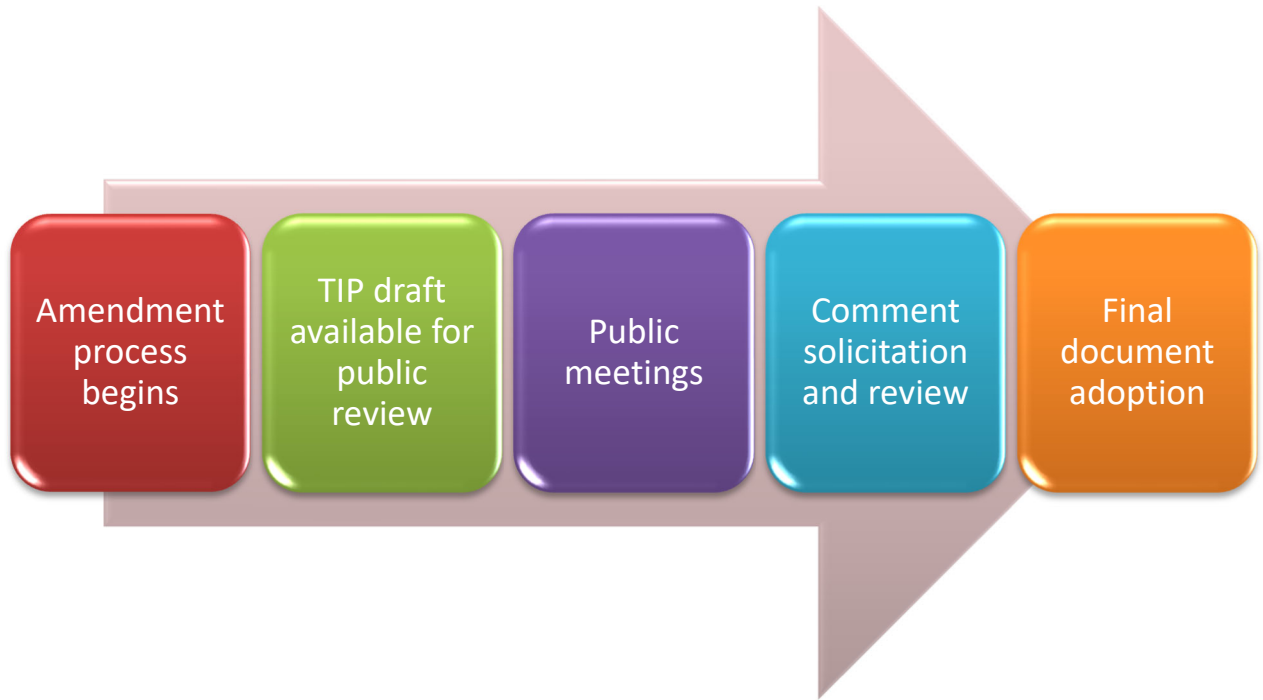 Amendment
process
begins
TIP draft
available for
public
review
Public
meetings
Comment
solicitation
and review
Final
document
adoption